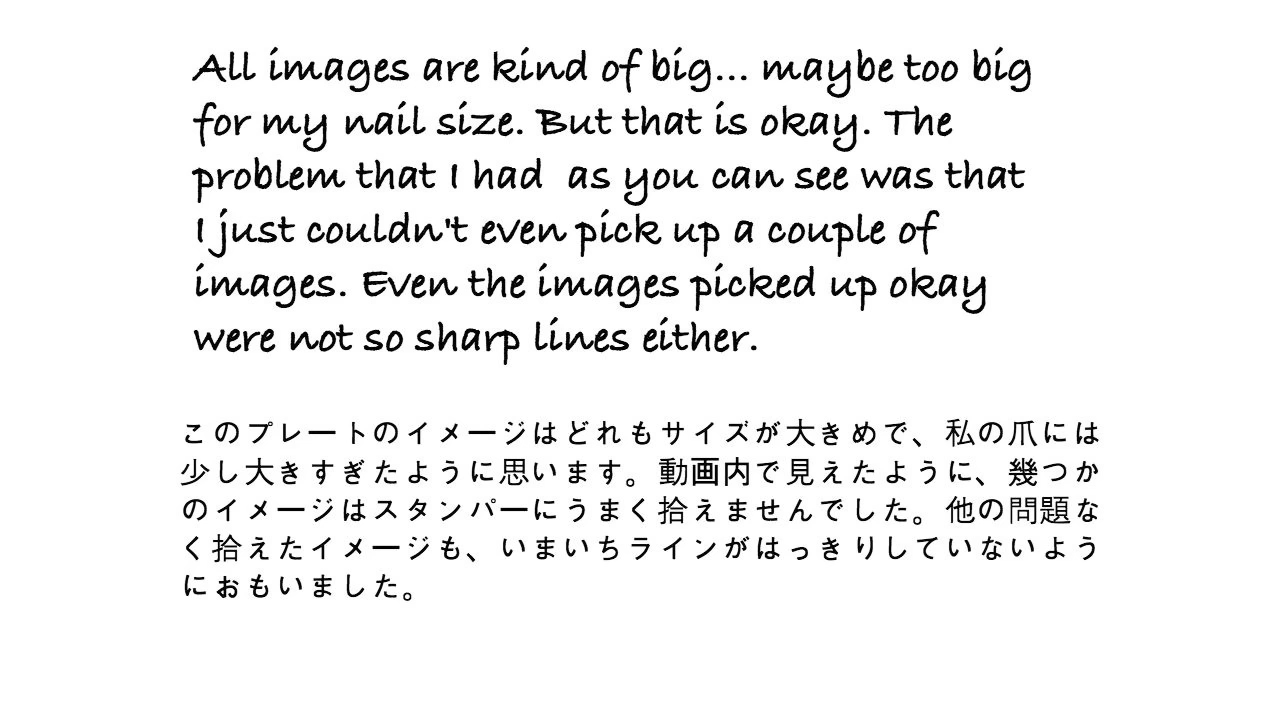 All images are kind of big... maybe too big
for my nail size. But that is okay. The
problem that I had  as you can see was that
I just couldn't even pick up a couple of
images. Even the images picked up okay
were not so sharp lines either.
このプレートのイメージはどれもサイズが大きめで、私の爪には
少し大きすぎたように思います。動画内で見えたように、幾つか
のイメージはスタンパーにうまく拾えませんでした。他の問題な
く拾えたイメージも、いまいちラインがはっきりしていないよう
におもいました。